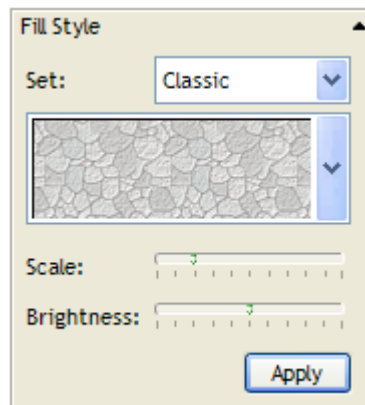 Fill Style
Set: Classic
Scale:
Brightness:
Apply